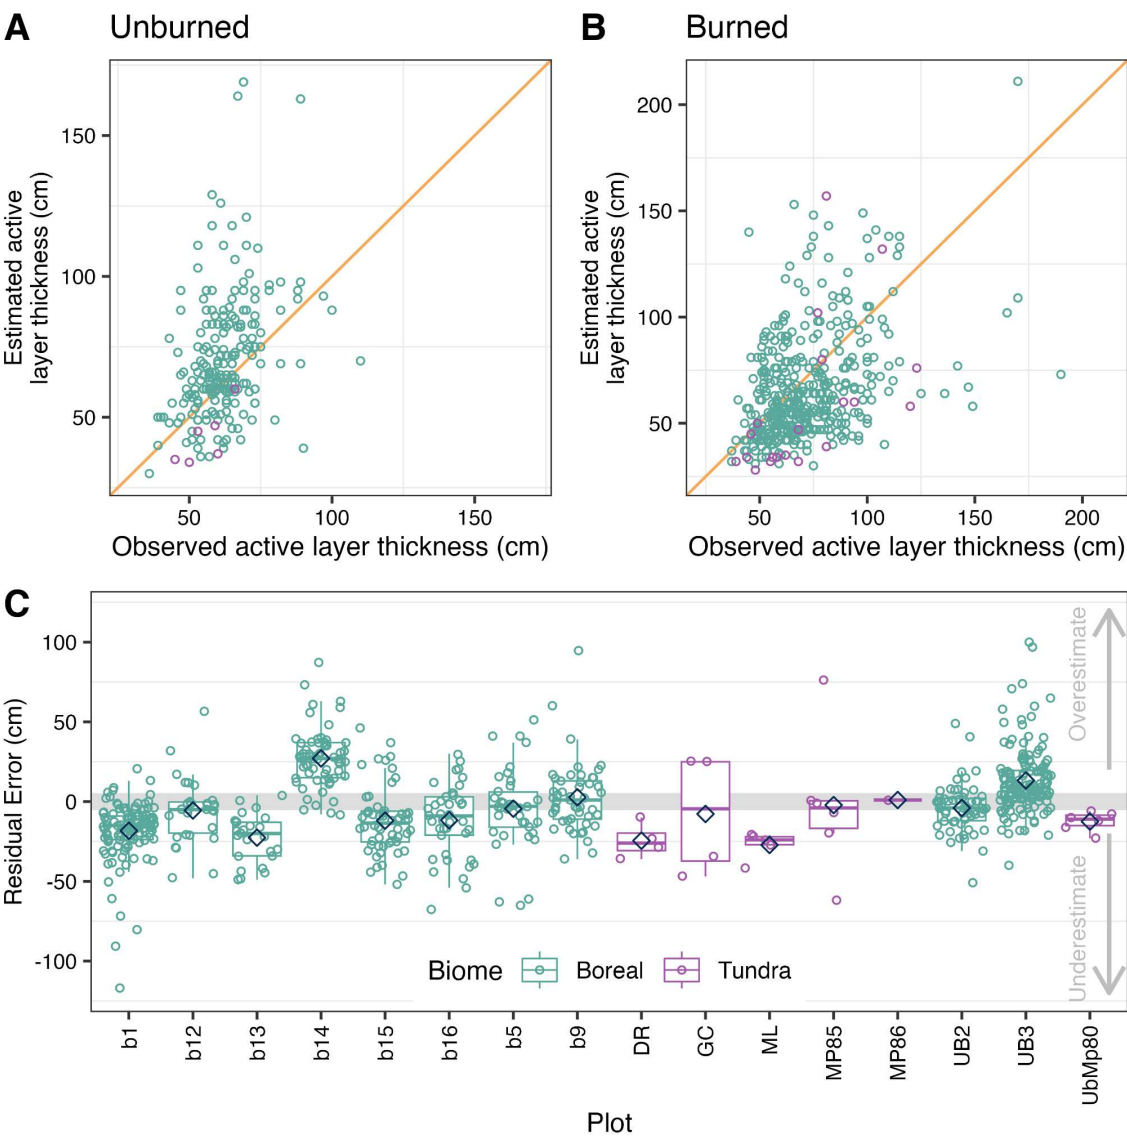 A Unburned
B Burned
Estimated active
layer thickness (cm)
150
100
50
50 100 150
Observed active layer thickness (cm)
Estimated active
layer thickness (cm)
200
150
100
50
50 100 150 200
Observed active layer thickness (cm)
C
Residual Error (cm)
100
50
0
-50
-100
Overestimate
Underestimate
Biome Boreal Tundra
b1 b12 b13 b14 b15 b16 b5 b9 DR GC ML MP85 MP86 UB2 UB3 UbMp80
Plot